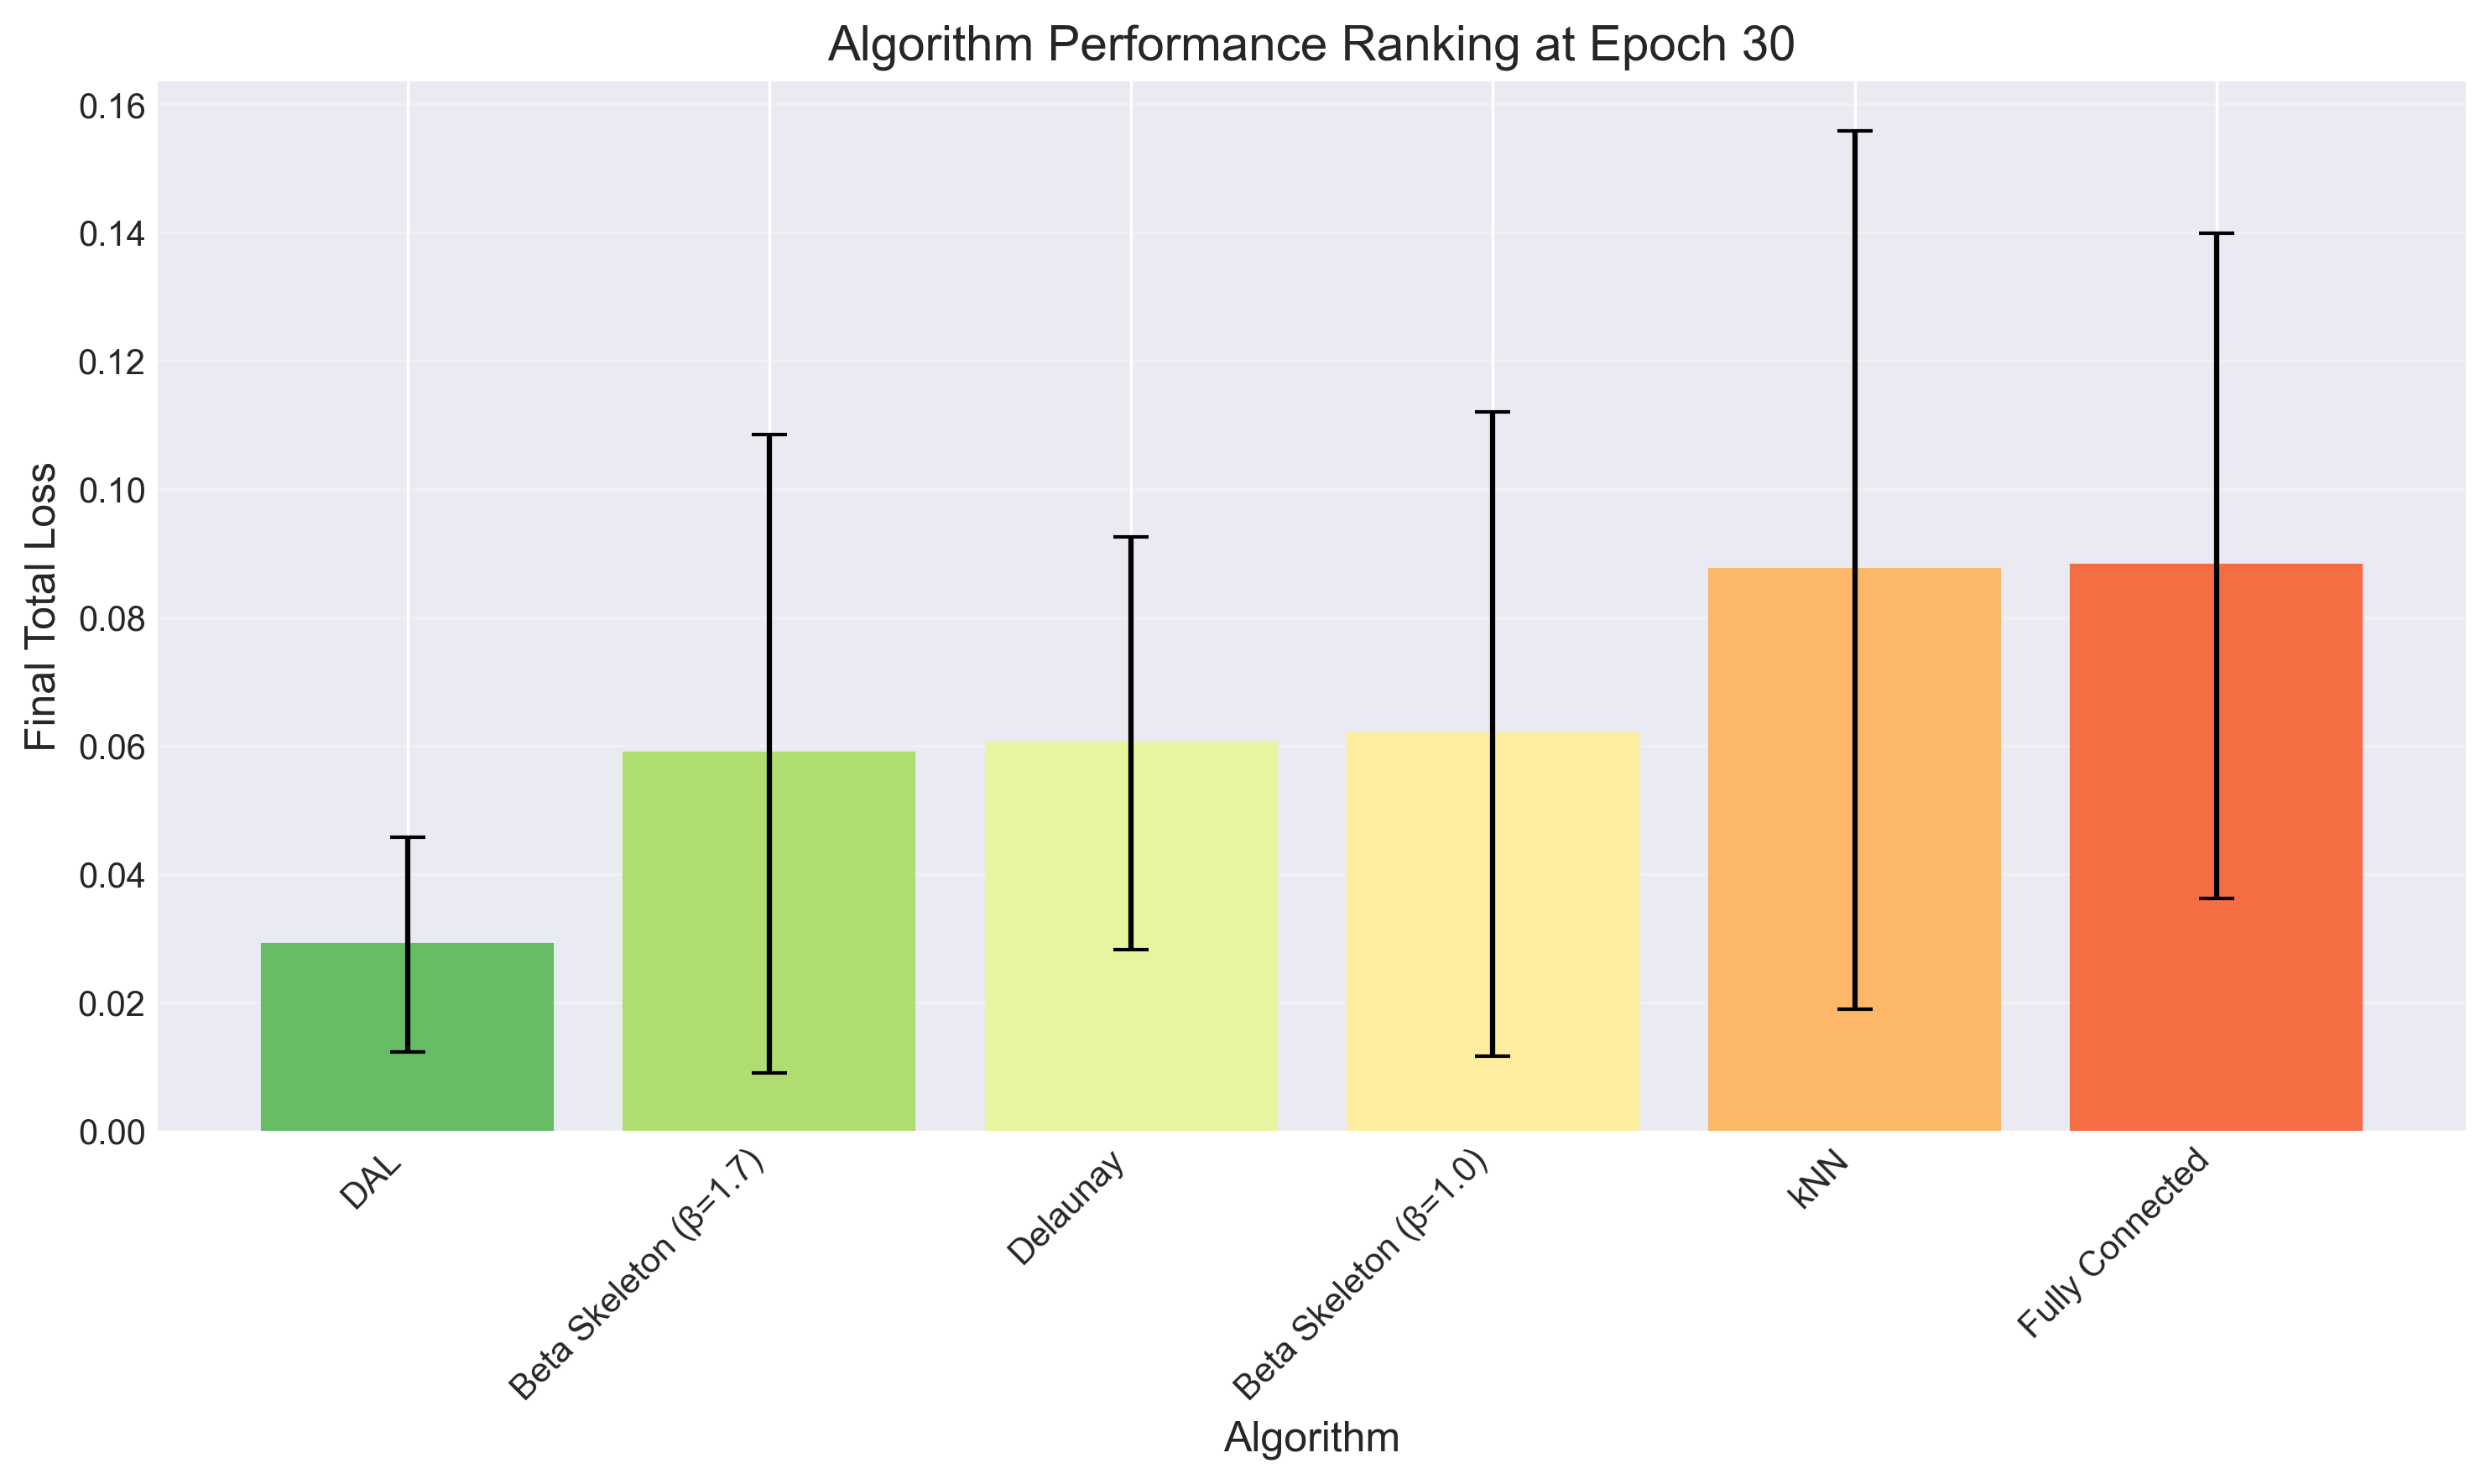 Algorithm Performance Ranking at Epoch 30
Final Total Loss
0.16
0.14
0.12
0.10
0.08
0.06
0.04
0.02
0.00
DAL
Beta Skeleton (β=1.7)
Delaunay
Beta Skeleton (β=1.0)
kNN
Fully Connected
Algorithm